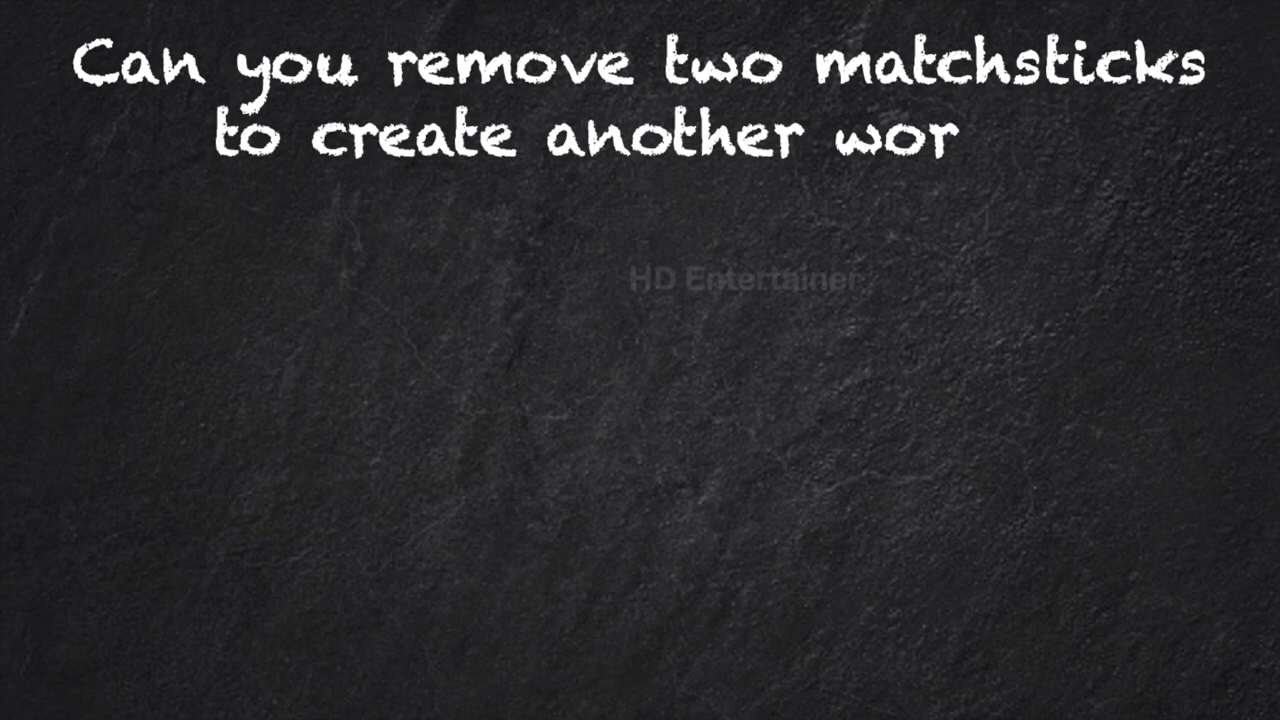 Can you remove two matchsticks
to create another wor
HD Entertainer